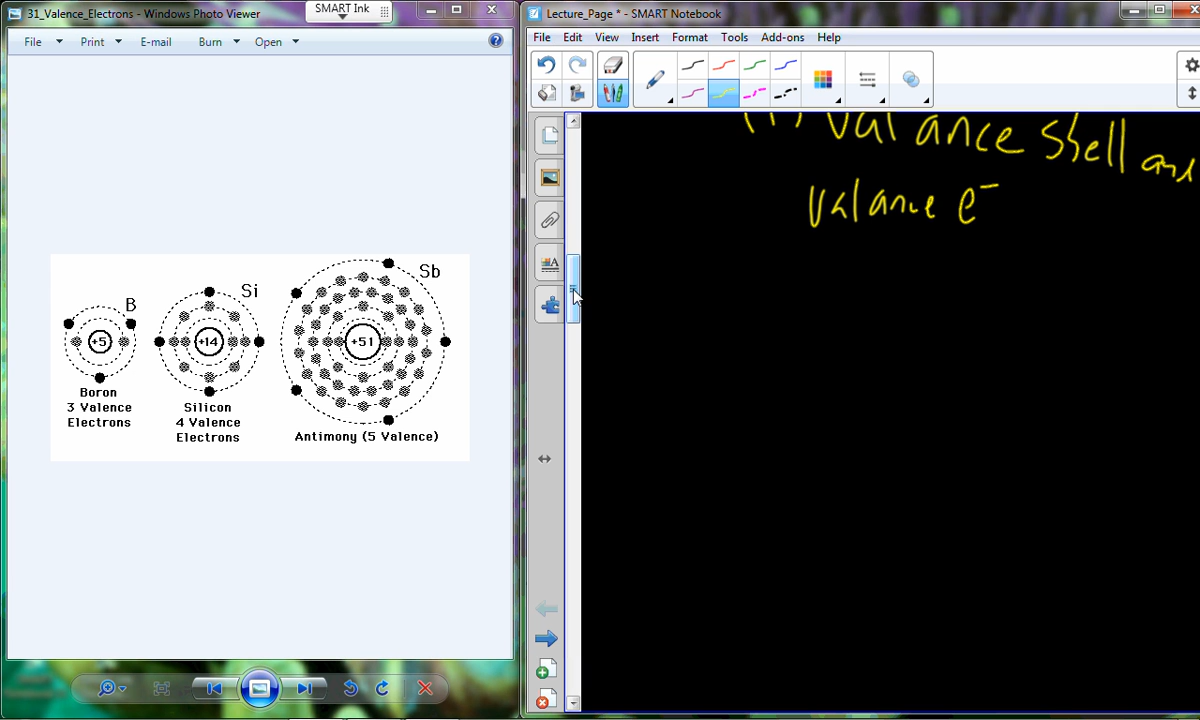 31_Valence_Electrons - Windows Photo Viewer
SMART Ink
File Print E-mail Burn Open
B
Si
Sb
+5
+14
+51
Boron
3 Valence
Electrons
Silicon
4 Valence
Electrons
Antimony (5 Valence)
Lecture_Page * - SMART Notebook
File Edit View Insert Format Tools Add-ons Help
valance shell and
valance e⁻